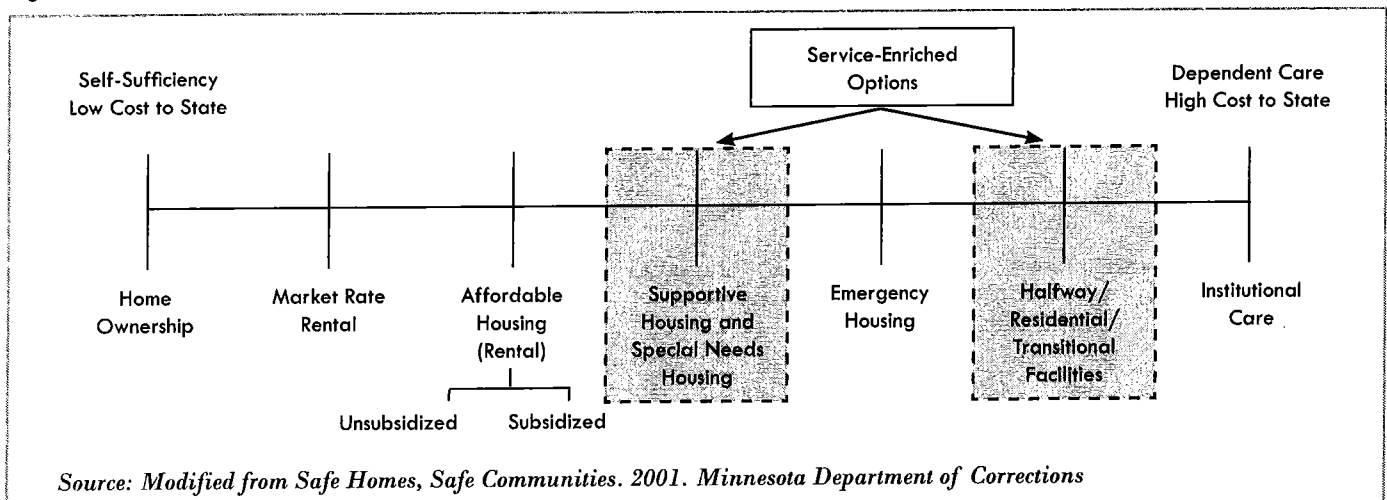 Service-Enriched
Options
Self-Sufficiency
Low Cost to State
Dependent Care
High Cost to State
Home
Ownership
Market Rate
Rental
Affordable
Housing
(Rental)
Unsubsidized
Subsidized
Supportive
Housing and
Special Needs
Housing
Emergency
Housing
Halfway/
Residential/
Transitional
Facilities
Institutional
Care
Source: Modified from Safe Homes, Safe Communities. 2001. Minnesota Department of Corrections